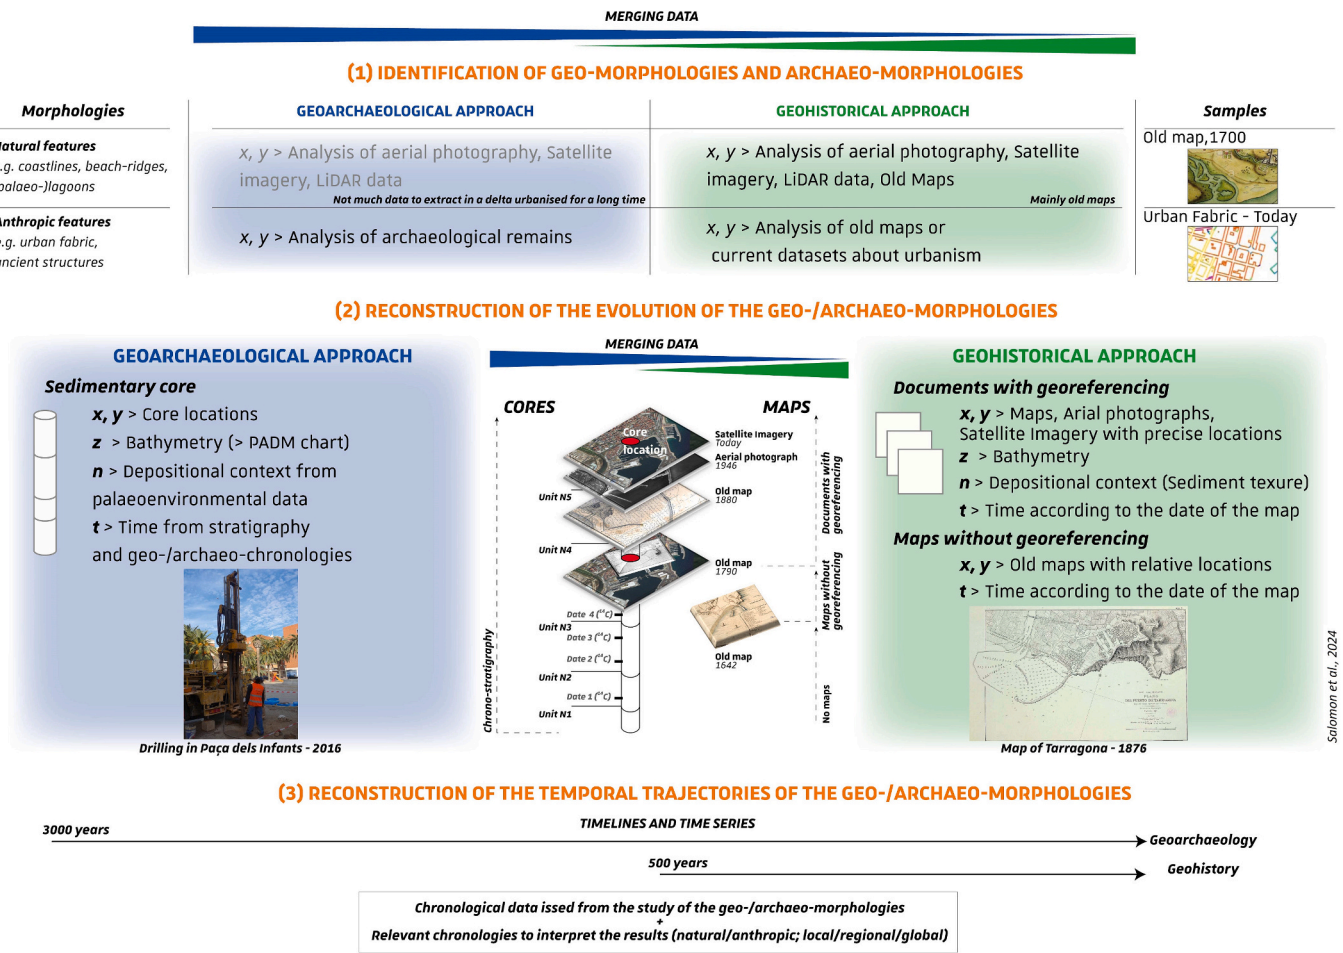 MERGING DATA
(1) IDENTIFICATION OF GEO-MORPHOLOGIES AND ARCHAEO-MORPHOLOGIES
Morphologies
GEOARCHAEOLOGICAL APPROACH
GEOHISTORICAL APPROACH
Samples
atural features
.g. coastlines, beach-ridges,
palaeo-)lagoons
x, y > Analysis of aerial photography, Satellite
imagery, LiDAR data
Not much data to extract in a delta urbanised for a long time
x, y > Analysis of aerial photography, Satellite
imagery, LiDAR data, Old Maps
Mainly old maps
Old map,1700
Anthropic features
e.g. urban fabric,
ancient structures
x, y > Analysis of archaeological remains
x, y > Analysis of old maps or
current datasets about urbanism
Urban Fabric - Today
(2) RECONSTRUCTION OF THE EVOLUTION OF THE GEO-/ARCHAEO-MORPHOLOGIES
GEOARCHAEOLOGICAL APPROACH
Sedimentary core
x, y > Core locations
z > Bathymetry (> PADM chart)
n > Depositional context from
palaeoenvironmental data
t > Time from stratigraphy
and geo-/archaeo-chronologies
Drilling in Paça dels Infants - 2016
MERGING DATA
CORES
MAPS
Core
location
Satellite Imagery
Today
Aerial photograph
1946
Unit N5
Old map
1880
Unit N4
Old map
1790
Date 4 (¹⁴C)
Unit N3
Date 3 (¹⁴C)
Date 2 (¹⁴C)
Unit N2
Date 1 (¹⁴C)
Unit N1
Old map
1642
Chrono-stratigraphy
Documents with
georeferencing
Maps without
georeferencing
No maps
GEOHISTORICAL APPROACH
Documents with georeferencing
x, y > Maps, Arial photographs,
Satellite Imagery with precise locations
z > Bathymetry
n > Depositional context (Sediment texure)
t > Time according to the date of the map
Maps without georeferencing
x, y > Old maps with relative locations
t > Time according to the date of the map
Map of Tarragona - 1876
Salomon et al., 2024
(3) RECONSTRUCTION OF THE TEMPORAL TRAJECTORIES OF THE GEO-/ARCHAEO-MORPHOLOGIES
3000 years
TIMELINES AND TIME SERIES
Geoarchaeology
500 years
Geohistory
Chronological data issed from the study of the geo-/archaeo-morphologies
+
Relevant chronologies to interpret the results (natural/anthropic; local/regional/global)